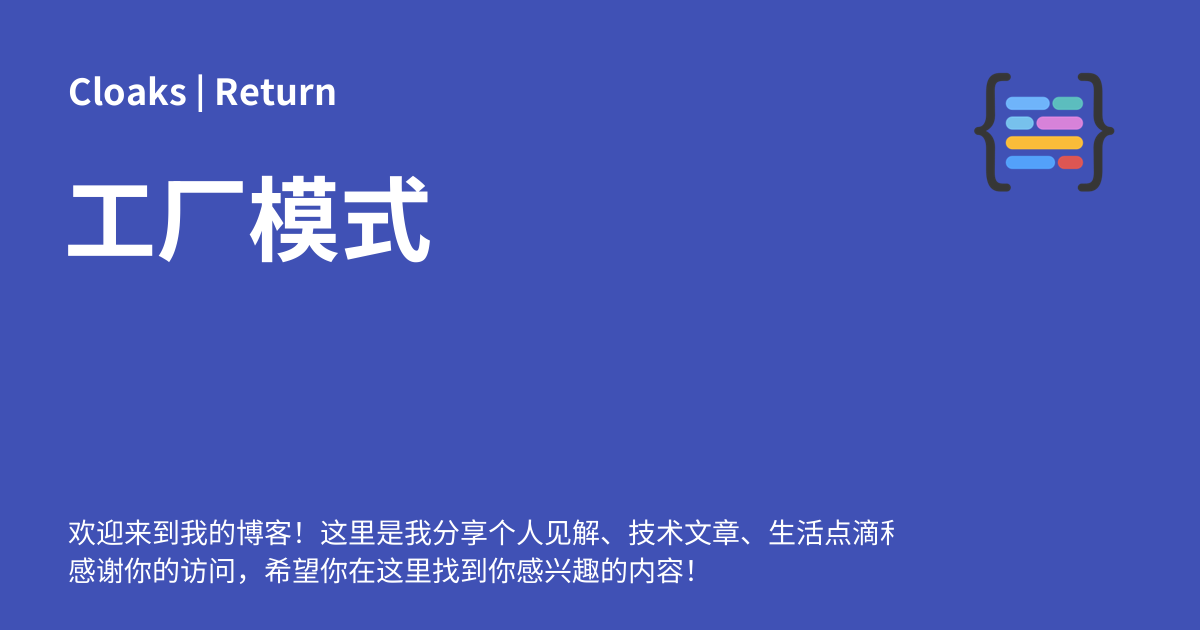 Cloaks | Return
工厂模式
欢迎来到我的博客！这里是我分享个人见解、技术文章、生活点滴
感谢你的访问，希望你在这里找到你感兴趣的内容！